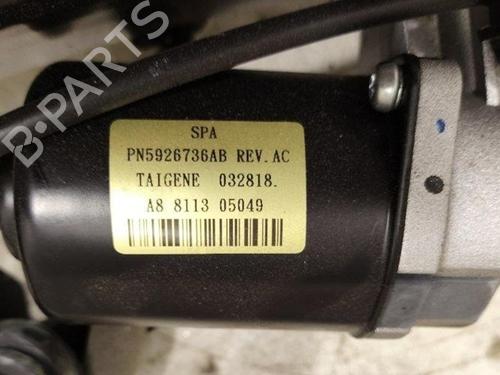 B-PARTS
SPA
PN5926736AB REV.AC
TAIGENE 032818.
A8 8113 05049